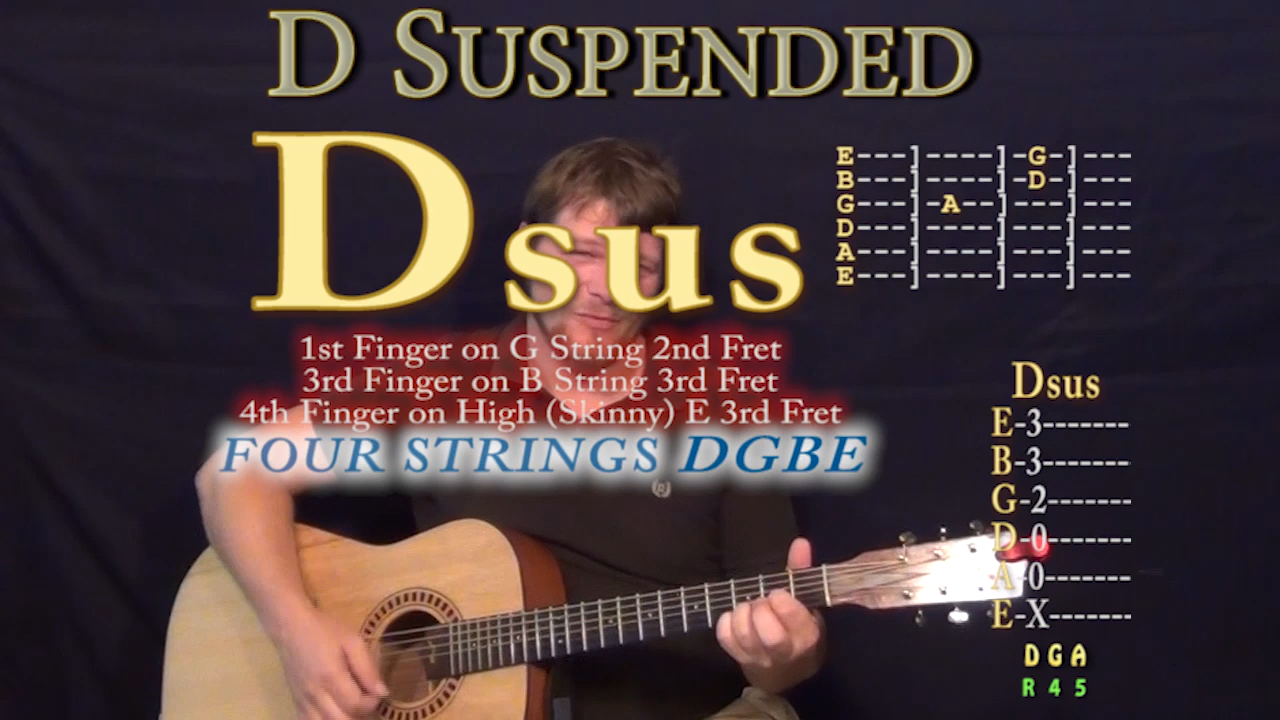 D SUSPENDED
Dsus
E---]----]-G-]---
B---]----]-D-]---
G---]-A--]---]---
D---]----]---]---
A---]----]---]---
E---]----]---]---
1st Finger on G String 2nd Fret
3rd Finger on B String 3rd Fret
4th Finger on High (Skinny) E 3rd Fret
FOUR STRINGS DGBE
Dsus
E-3-------
B-3-------
G-2-------
D-0-------
A-0-------
E-X-------
D G A
R 4 5